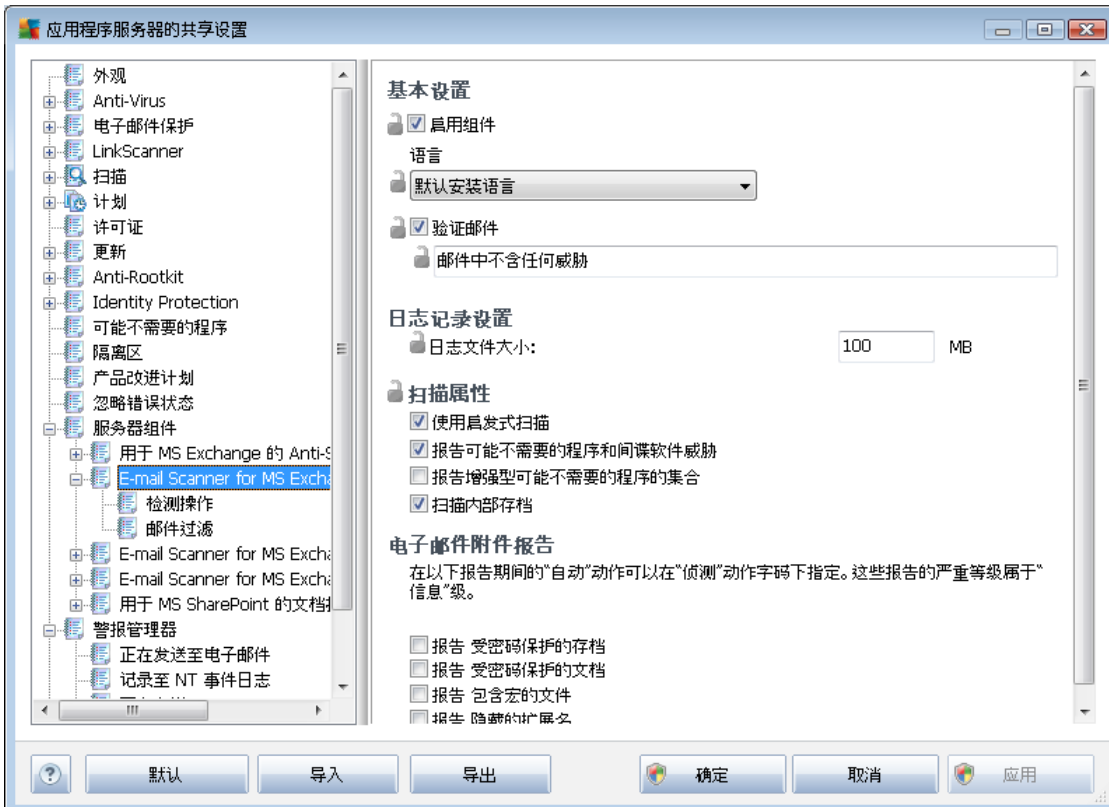 应用程序服务器的共享设置
外观
Anti-Virus
电子邮件保护
LinkScanner
扫描
计划
许可证
更新
Anti-Rootkit
Identity Protection
可能不需要的程序
隔离区
产品改进计划
忽略错误状态
服务器组件
用于 MS Exchange 的 Anti-S
E-mail Scanner for MS Excha
检测操作
邮件过滤
E-mail Scanner for MS Excha
E-mail Scanner for MS Excha
用于 MS SharePoint 的文档扫
警报管理器
正在发送至电子邮件
记录至 NT 事件日志
基本设置
启用组件
语言
默认安装语言
验证邮件
邮件中不含任何威胁
日志记录设置
日志文件大小: 100 MB
扫描属性
使用启发式扫描
报告可能不需要的程序和间谍软件威胁
报告增强型可能不需要的程序的集合
扫描内部存档
电子邮件附件报告
在以下报告期间的“自动”动作可以在“侦测”动作字码下指定。这些报告的严重等级属于“
信息”级。
报告 受密码保护的存档
报告 受密码保护的文档
报告 包含宏的文件
报告 隐藏的扩展名
? 默认 导入 导出 确定 取消 应用